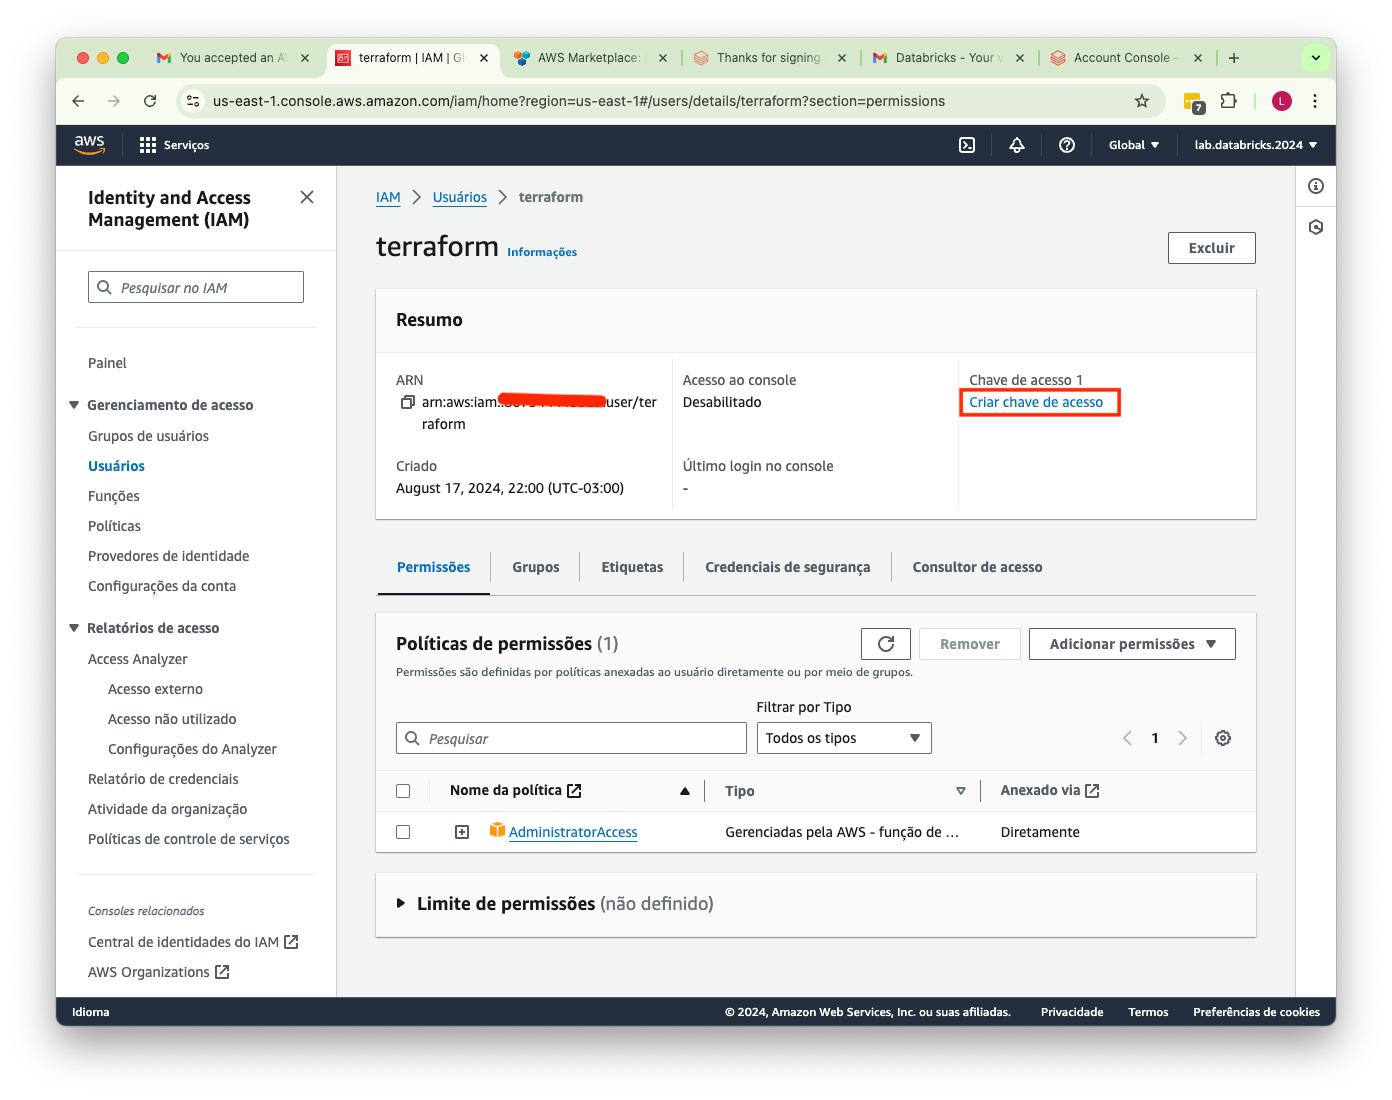 You accepted an A
terraform | IAM | Gl
AWS Marketplace:
Thanks for signing
Databricks - Your v
Account Console -
us-east-1.console.aws.amazon.com/iam/home?region=us-east-1#/users/details/terraform?section=permissions
7
L
aws
Serviços
Global
lab.databricks.2024
Identity and Access
Management (IAM)
Pesquisar no IAM
Painel
Gerenciamento de acesso
Grupos de usuários
Usuários
Funções
Políticas
Provedores de identidade
Configurações da conta
Relatórios de acesso
Access Analyzer
Acesso externo
Acesso não utilizado
Configurações do Analyzer
Relatório de credenciais
Atividade da organização
Políticas de controle de serviços
Consoles relacionados
Central de identidades do IAM
AWS Organizations
IAM
Usuários
terraform
terraform
Informações
Excluir
Resumo
ARN
arn:aws:iam: user/ter
raform
Criado
August 17, 2024, 22:00 (UTC-03:00)
Acesso ao console
Desabilitado
Último login no console
-
Chave de acesso 1
Criar chave de acesso
Permissões
Grupos
Etiquetas
Credenciais de segurança
Consultor de acesso
Políticas de permissões (1)
Remover
Adicionar permissões
Permissões são definidas por políticas anexadas ao usuário diretamente ou por meio de grupos.
Filtrar por Tipo
Pesquisar
Todos os tipos
1
Nome da política
Tipo
Anexado via
AdministratorAccess
Gerenciadas pela AWS - função de ...
Diretamente
Limite de permissões (não definido)
Idioma
© 2024, Amazon Web Services, Inc. ou suas afiliadas.
Privacidade
Termos
Preferências de cookies